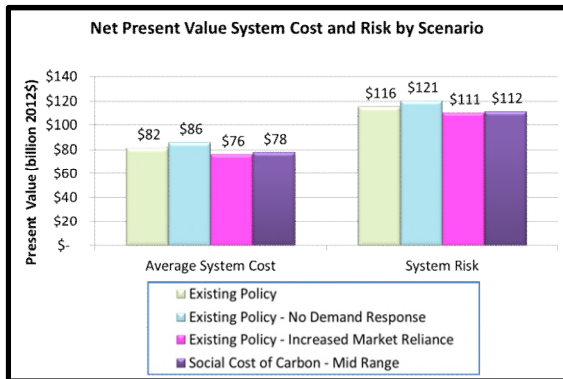 Net Present Value System Cost and Risk by Scenario
Present Value (billion 2012$)
$140
$120
$100
$80
$60
$40
$20
$-
$82 $86 $76 $78
$116 $121 $111 $112
Average System Cost System Risk
Existing Policy
Existing Policy - No Demand Response
Existing Policy - Increased Market Reliance
Social Cost of Carbon - Mid Range